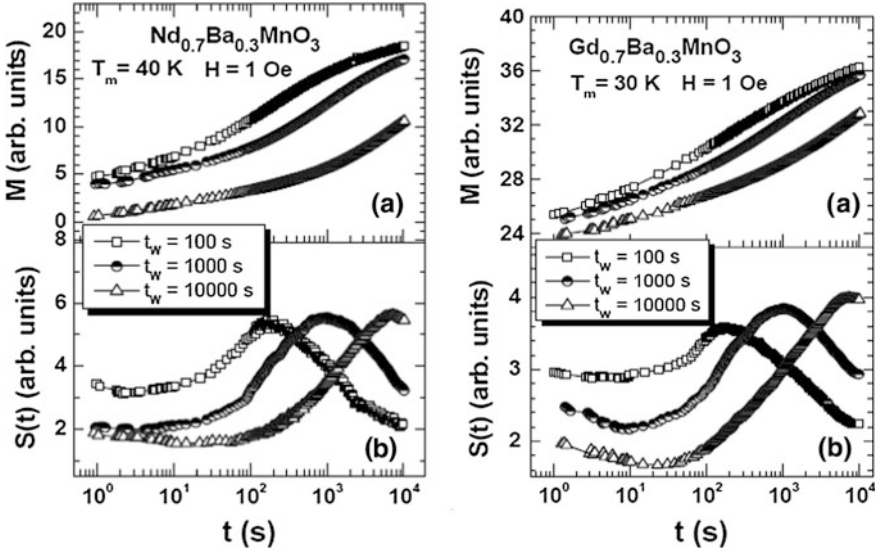 Nd0.7Ba0.3MnO3
Tm = 40 K H = 1 Oe
M (arb. units)
20
15
10
5
0
(a)
tw = 100 s
tw = 1000 s
tw = 10000 s
S(t) (arb. units)
8
6
4
2
(b)
10^0 10^1 10^2 10^3 10^4
t (s)
Gd0.7Ba0.3MnO3
Tm = 30 K H = 1 Oe
M (arb. units)
40
36
32
28
24
(a)
tw = 100 s
tw = 1000 s
tw = 10000 s
S(t) (arb. units)
4
3
2
(b)
10^0 10^1 10^2 10^3 10^4
t (s)